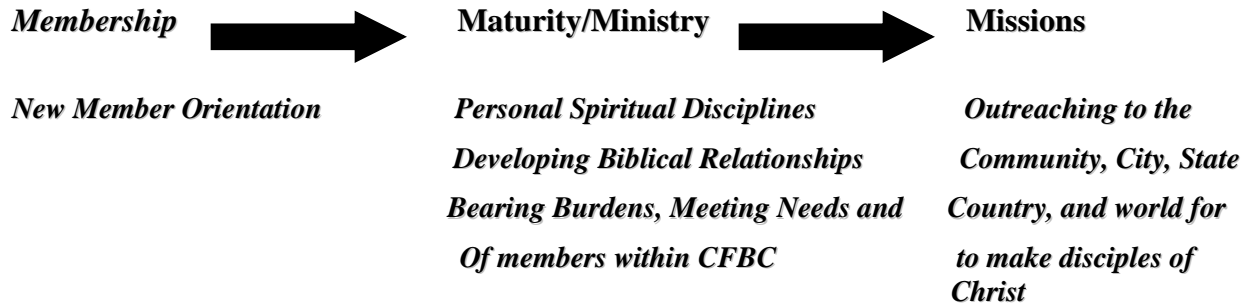 Membership
Maturity/Ministry
Missions
New Member Orientation
Personal Spiritual Disciplines
Developing Biblical Relationships
Bearing Burdens, Meeting Needs and
Of members within CFBC
Outreaching to the
Community, City, State
Country, and world for
to make disciples of
Christ